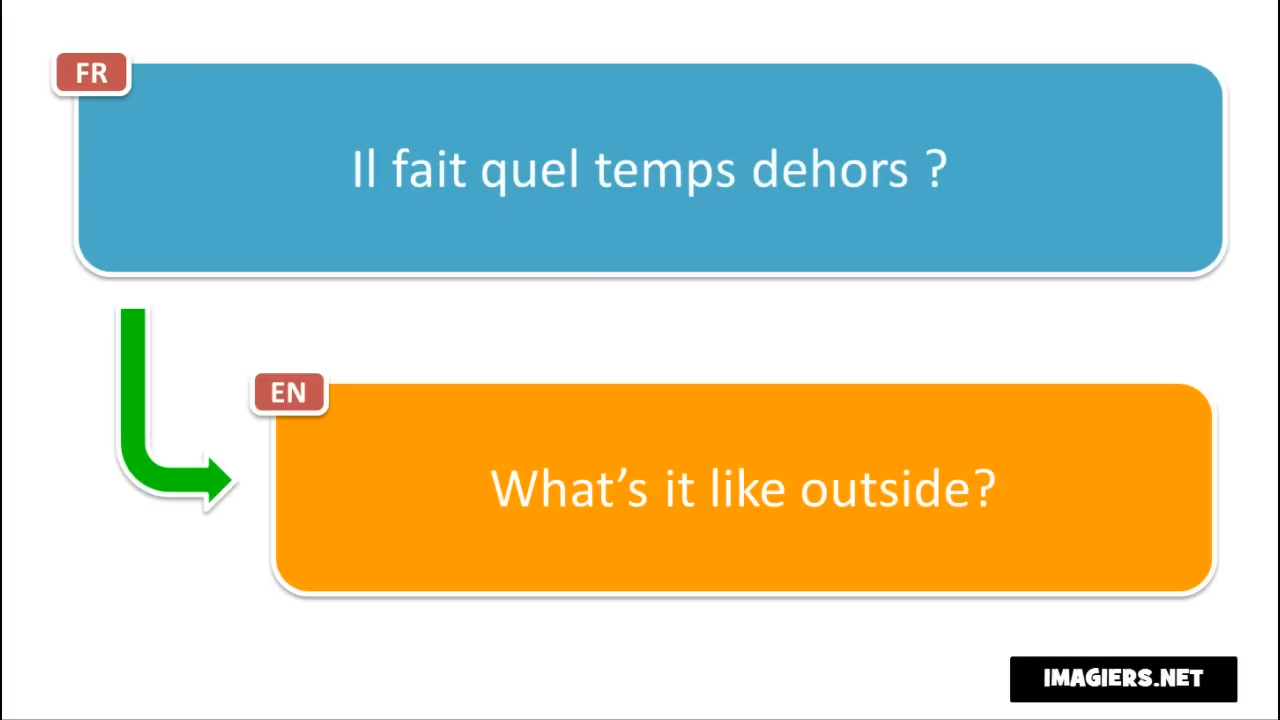 FR
Il fait quel temps dehors ?
EN
What’s it like outside?
IMAGIERS.NET